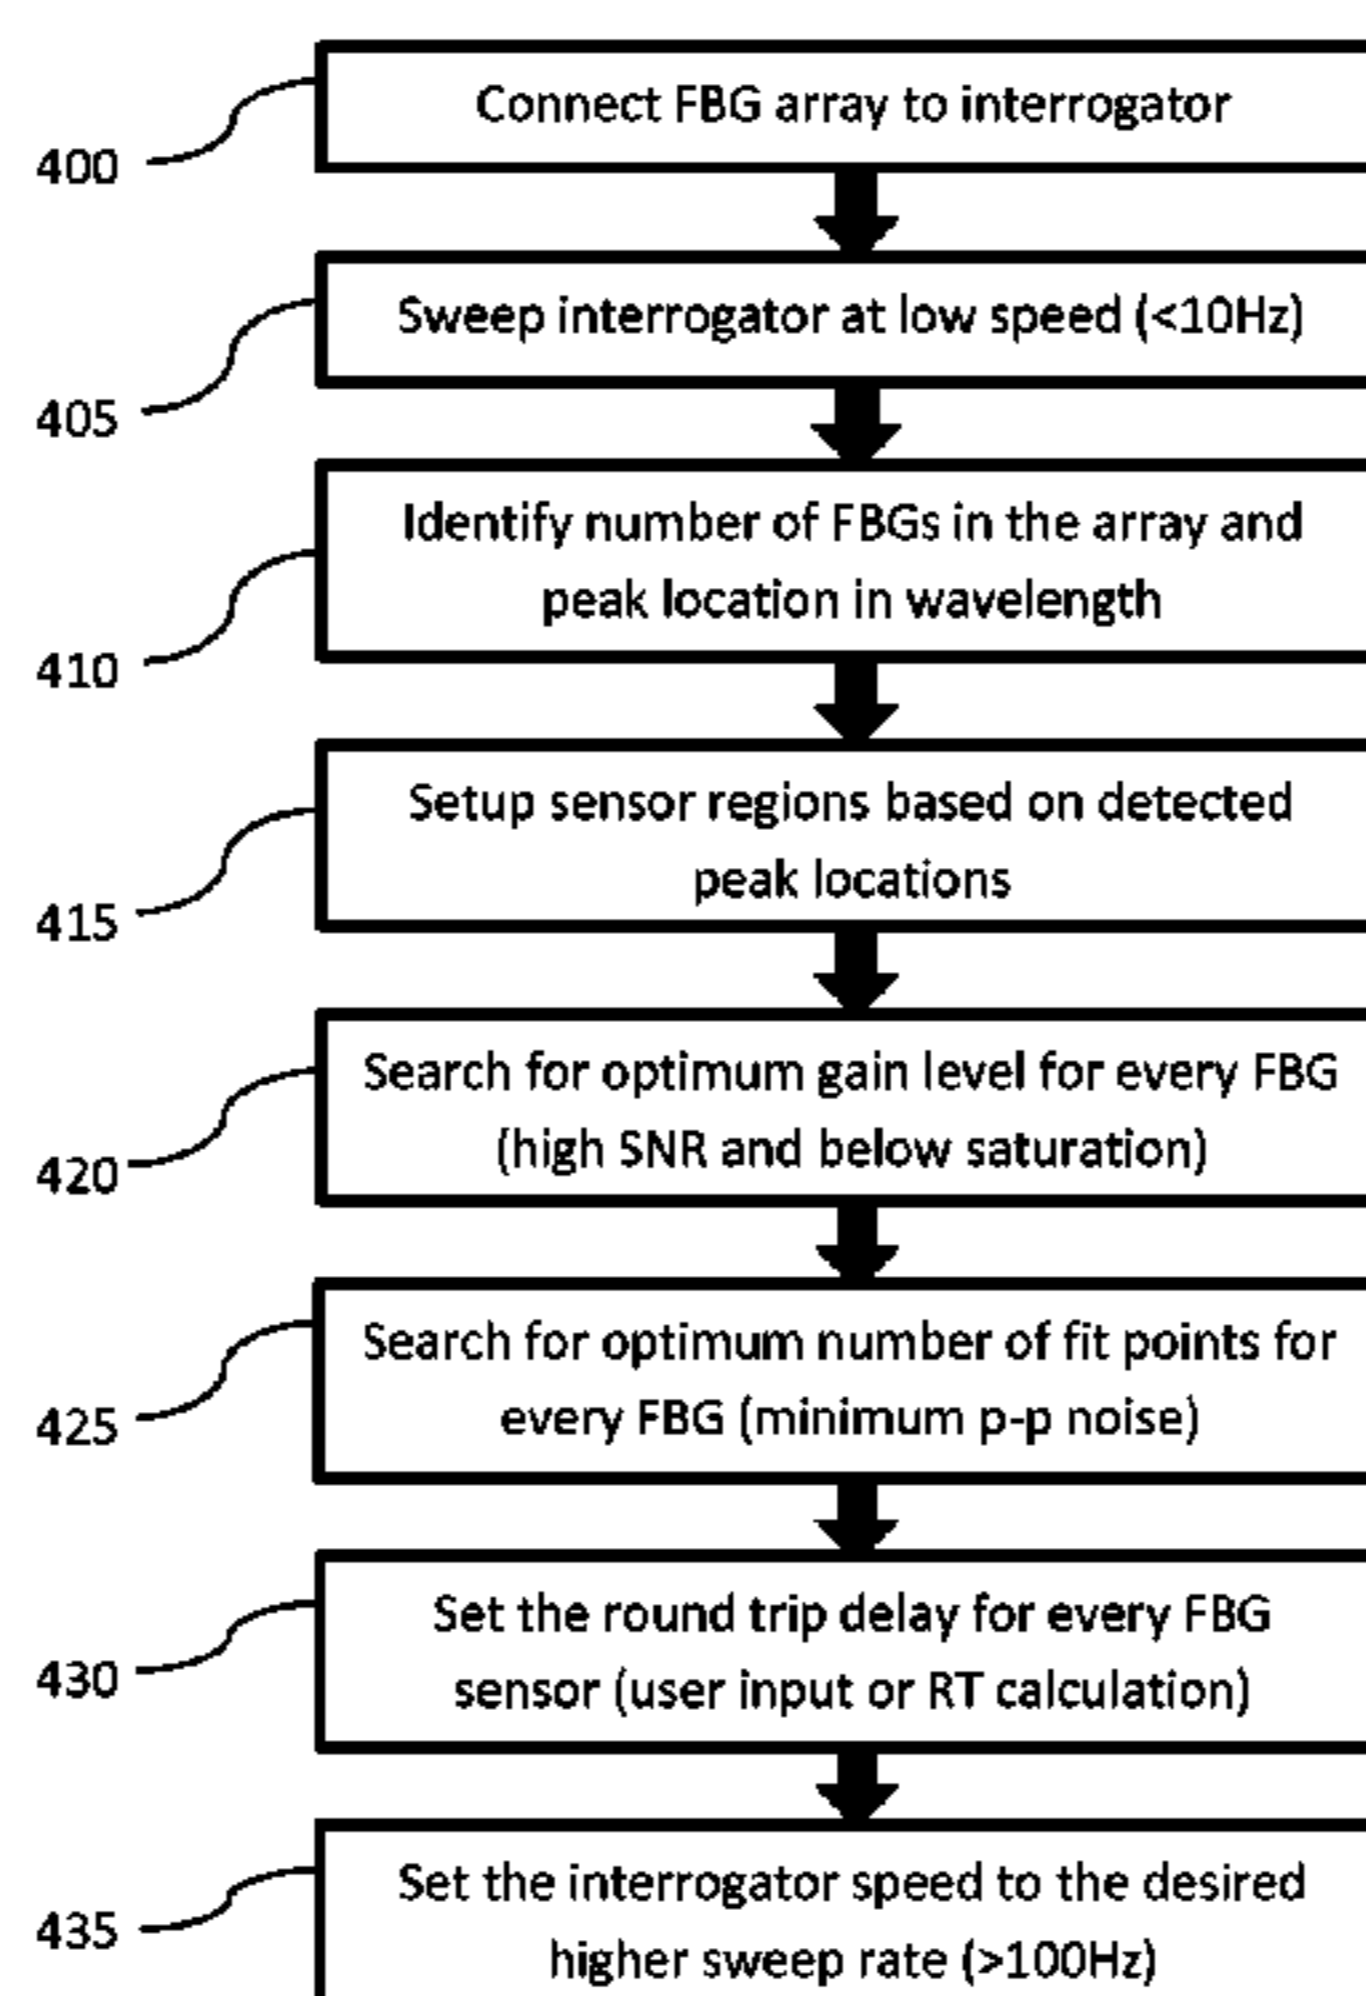 Connect FBG array to interrogator
400
Sweep interrogator at low speed (<10Hz)
405
Identify number of FBGs in the array and
peak location in wavelength
410
Setup sensor regions based on detected
peak locations
415
Search for optimum gain level for every FBG
(high SNR and below saturation)
420
Search for optimum number of fit points for
every FBG (minimum p-p noise)
425
Set the round trip delay for every FBG
sensor (user input or RT calculation)
430
Set the interrogator speed to the desired
higher sweep rate (>100Hz)
435